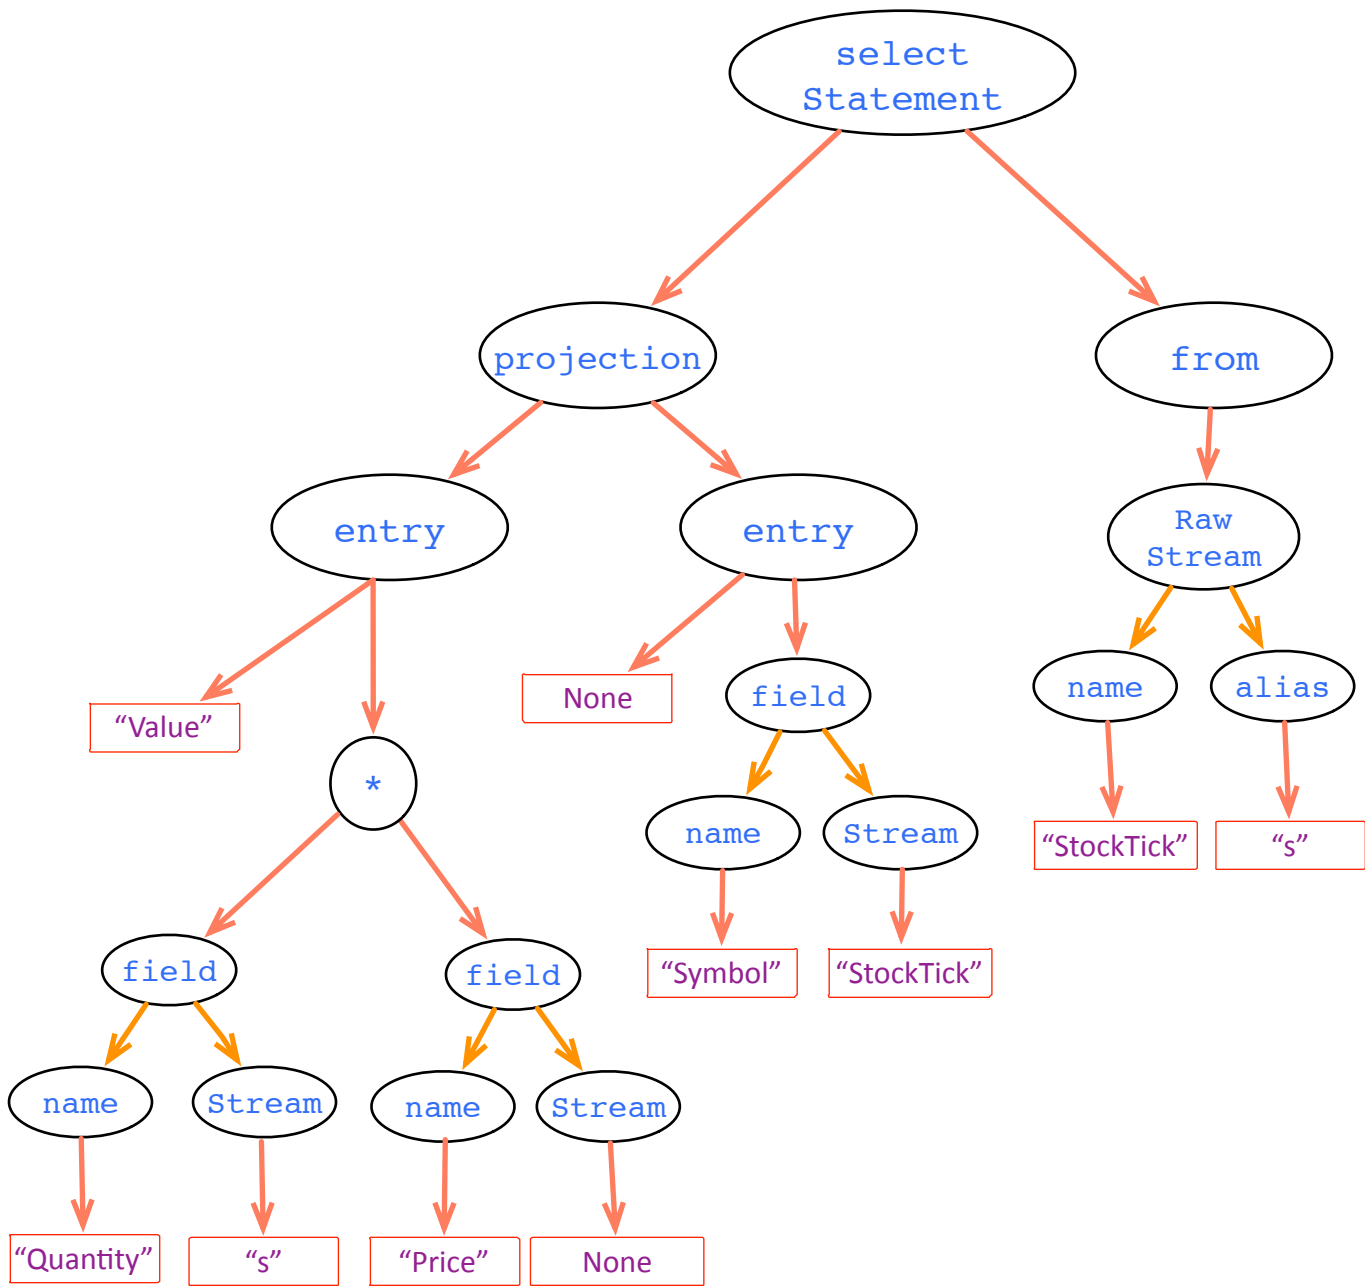 select
Statement
projection
from
entry
entry
Raw
Stream
“Value”
None
field
name
alias
*
name
Stream
“StockTick”
“s”
field
field
“Symbol”
“StockTick”
name
Stream
name
Stream
“Quantity”
“s”
“Price”
None